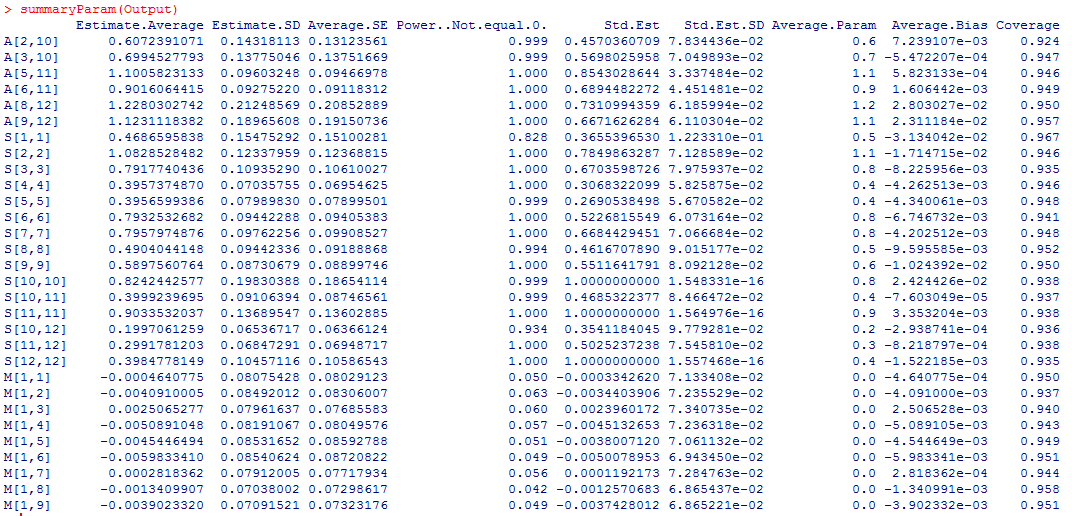 > summaryParam(Output)
Estimate.Average Estimate.SD Average.SE Power..Not.equal.0. Std.Est Std.Est.SD Average.Param Average.Bias Coverage
A[2,10] 0.6072391071 0.14318113 0.13123561 0.999 0.4570360709 7.834436e-02 0.6 7.239107e-03 0.924
A[3,10] 0.6994527793 0.13775046 0.13751669 0.999 0.5698025958 7.049893e-02 0.7 -5.472207e-04 0.947
A[5,11] 1.1005823133 0.09603248 0.09466978 1.000 0.8543028644 3.337484e-02 1.1 5.823133e-04 0.946
A[6,11] 0.9016064415 0.09275220 0.09118312 1.000 0.6894482272 4.451481e-02 0.9 1.606442e-03 0.949
A[8,12] 1.2280302742 0.21248569 0.20852889 1.000 0.7310994359 6.185994e-02 1.2 2.803027e-02 0.950
A[9,12] 1.1231118382 0.18965608 0.19150736 1.000 0.6671626284 6.110304e-02 1.1 2.311184e-02 0.957
S[1,1] 0.4686595838 0.15475292 0.15100281 0.828 0.3655396530 1.223310e-01 0.5 -3.134042e-02 0.967
S[2,2] 1.0828528482 0.12337959 0.12368815 1.000 0.7849863287 7.128589e-02 1.1 -1.714715e-02 0.946
S[3,3] 0.7917740436 0.10935290 0.10610027 1.000 0.6703598726 7.975937e-02 0.8 -8.225956e-03 0.935
S[4,4] 0.3957374870 0.07035755 0.06954625 1.000 0.3068322099 5.825875e-02 0.4 -4.262513e-03 0.946
S[5,5] 0.3956599386 0.07989830 0.07899501 0.999 0.2690538498 5.670582e-02 0.4 -4.340061e-03 0.948
S[6,6] 0.7932532682 0.09442288 0.09405383 1.000 0.5226815549 6.073164e-02 0.8 -6.746732e-03 0.941
S[7,7] 0.7957974876 0.09762256 0.09908527 1.000 0.6684429451 7.066684e-02 0.8 -4.202512e-03 0.948
S[8,8] 0.4904044148 0.09442336 0.09188868 0.994 0.4616707890 9.015177e-02 0.5 -9.595585e-03 0.952
S[9,9] 0.5897560764 0.08730679 0.08899746 1.000 0.5511641791 8.092128e-02 0.6 -1.024392e-02 0.950
S[10,10] 0.8242442577 0.19830388 0.18654114 0.999 1.0000000000 1.548331e-16 0.8 2.424426e-02 0.938
S[10,11] 0.3999239695 0.09106394 0.08746561 0.999 0.4685322377 8.466472e-02 0.4 -7.603049e-05 0.937
S[11,11] 0.9033532037 0.13689547 0.13602885 1.000 1.0000000000 1.564976e-16 0.9 3.353204e-03 0.938
S[10,12] 0.1997061259 0.06536717 0.06366124 0.934 0.3541184045 9.779281e-02 0.2 -2.938741e-04 0.936
S[11,12] 0.2991781203 0.06847291 0.06948717 1.000 0.5025237238 7.545810e-02 0.3 -8.218797e-04 0.938
S[12,12] 0.3984778149 0.10457116 0.10586543 1.000 1.0000000000 1.557468e-16 0.4 -1.522185e-03 0.935
M[1,1] -0.0004640775 0.08075428 0.08029123 0.050 -0.0003342620 7.133408e-02 0.0 -4.640775e-04 0.950
M[1,2] -0.0040910005 0.08492012 0.08306007 0.063 -0.0034403906 7.235529e-02 0.0 -4.091000e-03 0.937
M[1,3] 0.0025065277 0.07961637 0.07685583 0.060 0.0023960172 7.340735e-02 0.0 2.506528e-03 0.940
M[1,4] -0.0050891048 0.08191067 0.08049576 0.057 -0.0045132653 7.236318e-02 0.0 -5.089105e-03 0.943
M[1,5] -0.0045446494 0.08531652 0.08592788 0.051 -0.0038007120 7.061132e-02 0.0 -4.544649e-03 0.949
M[1,6] -0.0059833410 0.08540624 0.08720822 0.049 -0.0050078953 6.943450e-02 0.0 -5.983341e-03 0.951
M[1,7] 0.0002818362 0.07912005 0.07717934 0.056 0.0001192173 7.284763e-02 0.0 2.818362e-04 0.944
M[1,8] -0.0013409907 0.07038002 0.07298617 0.042 -0.0012570683 6.865437e-02 0.0 -1.340991e-03 0.958
M[1,9] -0.0039023320 0.07091521 0.07323176 0.049 -0.0037428012 6.865221e-02 0.0 -3.902332e-03 0.951